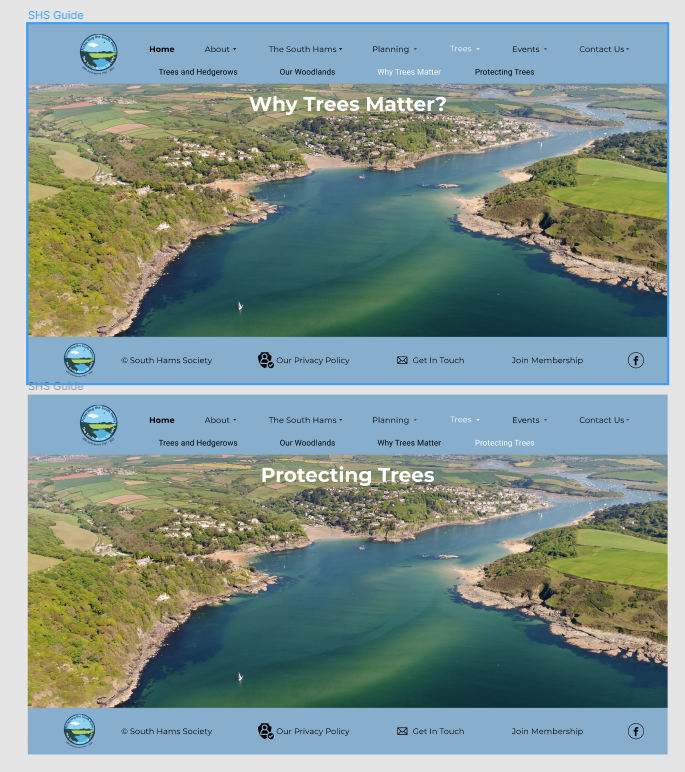 SHS Guide
Home About The South Hams Planning Trees Events Contact Us
Trees and Hedgerows Our Woodlands Why Trees Matter Protecting Trees
Why Trees Matter?
© South Hams Society Our Privacy Policy Get In Touch Join Membership
SHS Guide
Home About The South Hams Planning Trees Events Contact Us
Trees and Hedgerows Our Woodlands Why Trees Matter Protecting Trees
Protecting Trees
© South Hams Society Our Privacy Policy Get In Touch Join Membership